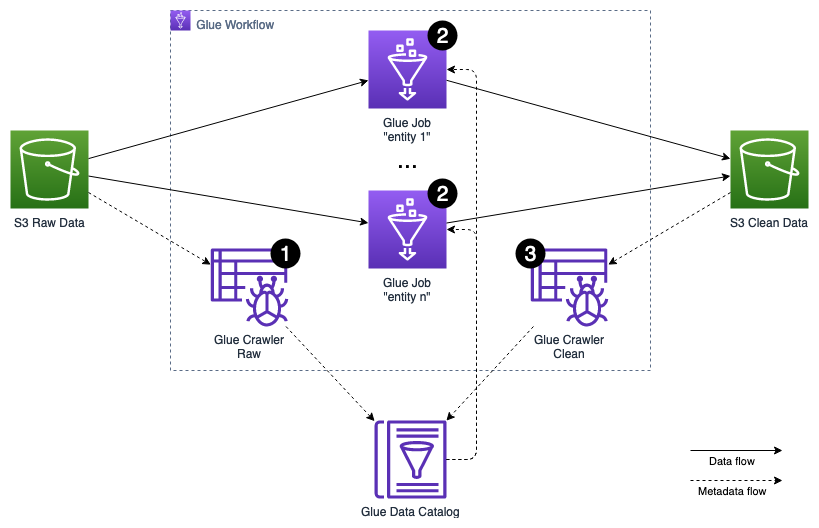 Glue Workflow
2
Glue Job
"entity 1"
...
S3 Raw Data
S3 Clean Data
2
Glue Job
"entity n"
1
Glue Crawler
Raw
3
Glue Crawler
Clean
Glue Data Catalog
Data flow
Metadata flow